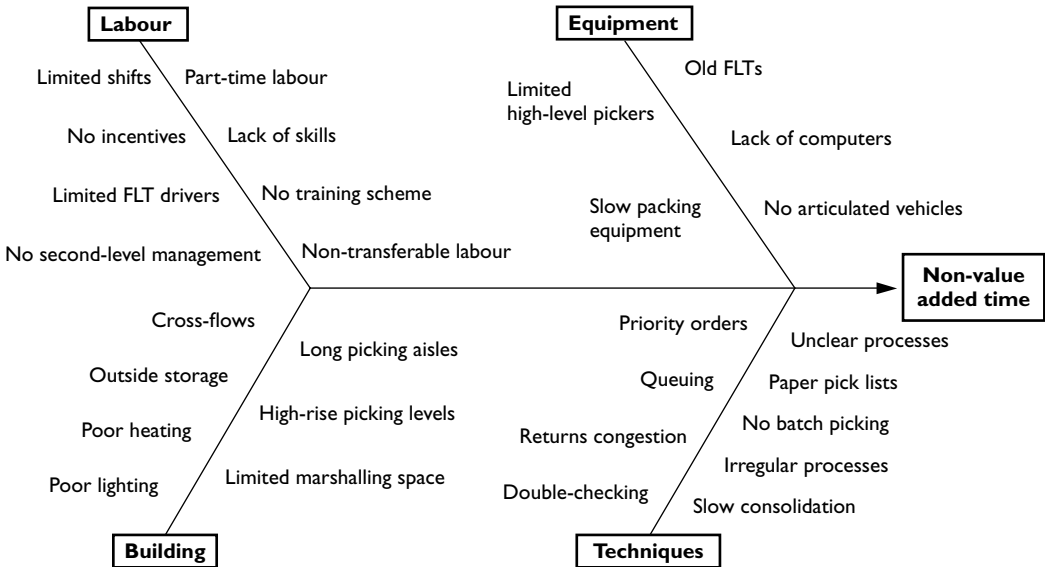 Labour
Limited shifts
Part-time labour
No incentives
Lack of skills
Limited FLT drivers
No training scheme
No second-level management
Non-transferable labour
Equipment
Old FLTs
Limited
high-level pickers
Lack of computers
Slow packing
equipment
No articulated vehicles
Non-value
added time
Cross-flows
Long picking aisles
Outside storage
High-rise picking levels
Poor heating
Limited marshalling space
Poor lighting
Building
Priority orders
Unclear processes
Queuing
Paper pick lists
No batch picking
Returns congestion
Irregular processes
Double-checking
Slow consolidation
Techniques